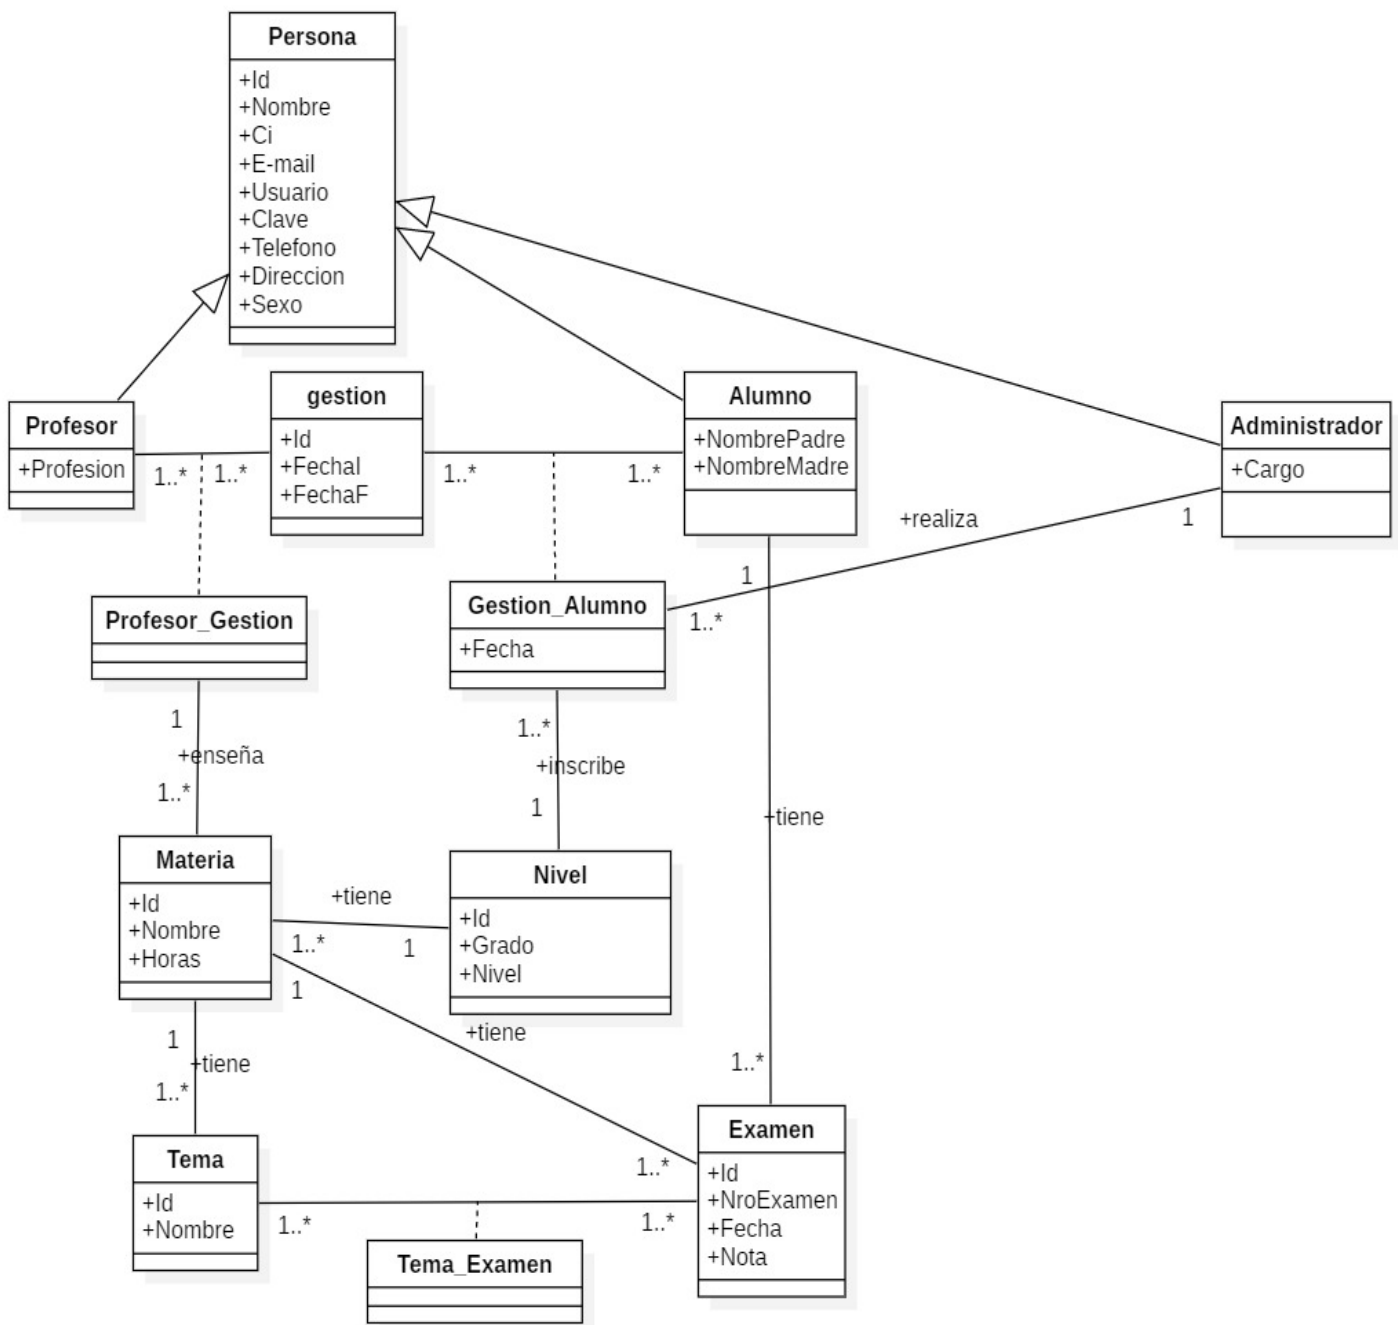 Persona
+Id
+Nombre
+Ci
+E-mail
+Usuario
+Clave
+Telefono
+Direccion
+Sexo
Profesor
+Profesion
1..*
1..*
gestion
+Id
+FechaI
+FechaF
1..*
1..*
Alumno
+NombrePadre
+NombreMadre
Administrador
+Cargo
+realiza
1
1
1..*
Profesor_Gestion
Gestion_Alumno
+Fecha
1
+enseña
1..*
1..*
+inscribe
1
+tiene
Materia
+Id
+Nombre
+Horas
+tiene
1..*
1
Nivel
+Id
+Grado
+Nivel
1
+tiene
1
+tiene
1..*
1..*
Tema
+Id
+Nombre
Examen
+Id
+NroExamen
+Fecha
+Nota
1..*
1..*
1..*
Tema_Examen